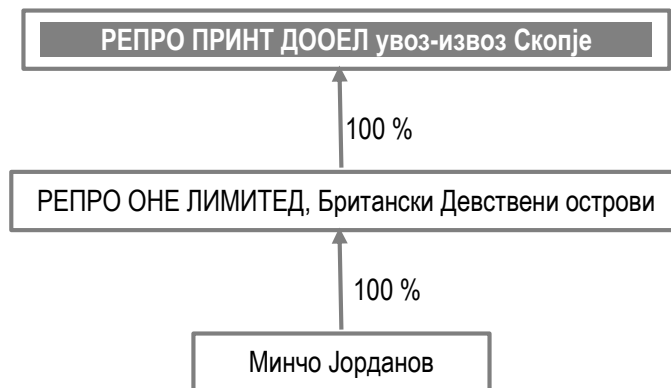 РЕПРО ПРИНТ ДООЕЛ увоз-извоз Скопје
100 %
РЕПРО ОНЕ ЛИМИТЕД, Британски Девствени острови
100 %
Минчо Јорданов